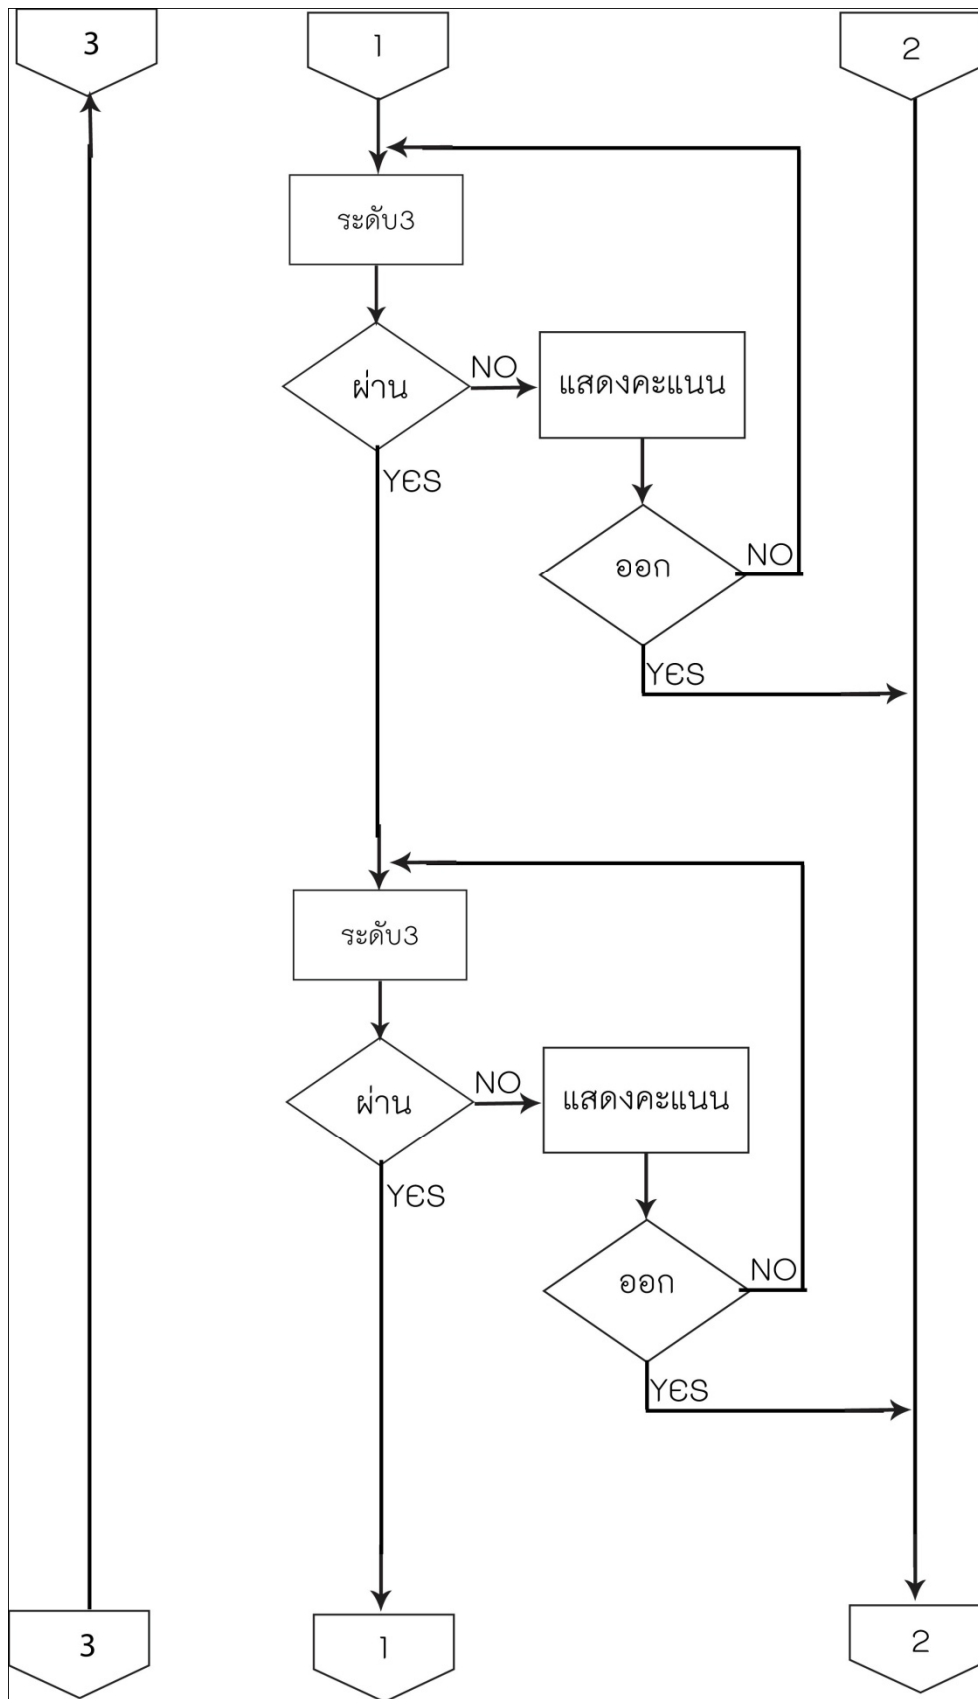 3
1
2
ระดับ3
ผ่าน
NO
แสดงคะแนน
YES
ออก
NO
YES
ระดับ3
ผ่าน
NO
แสดงคะแนน
YES
ออก
NO
YES
3
1
2